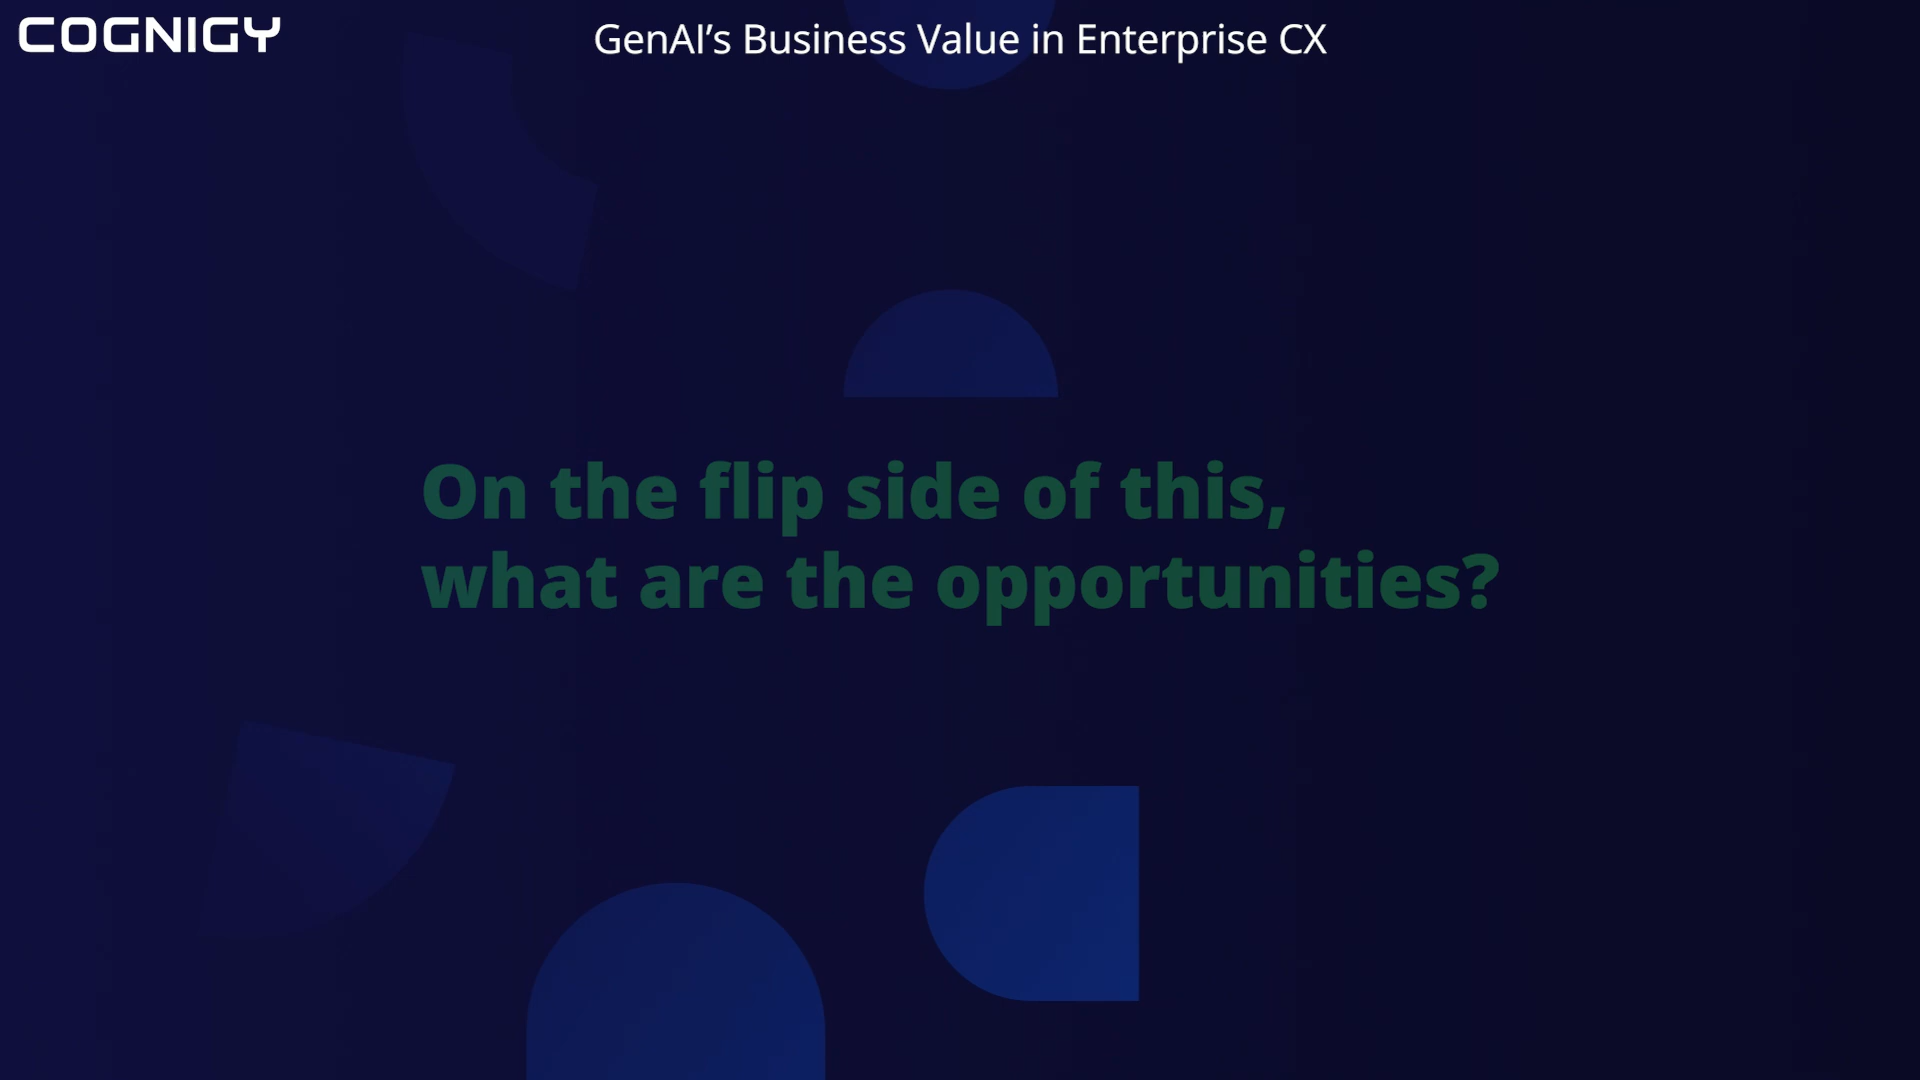 COGNIGY
GenAI’s Business Value in Enterprise CX
On the flip side of this,
what are the opportunities?